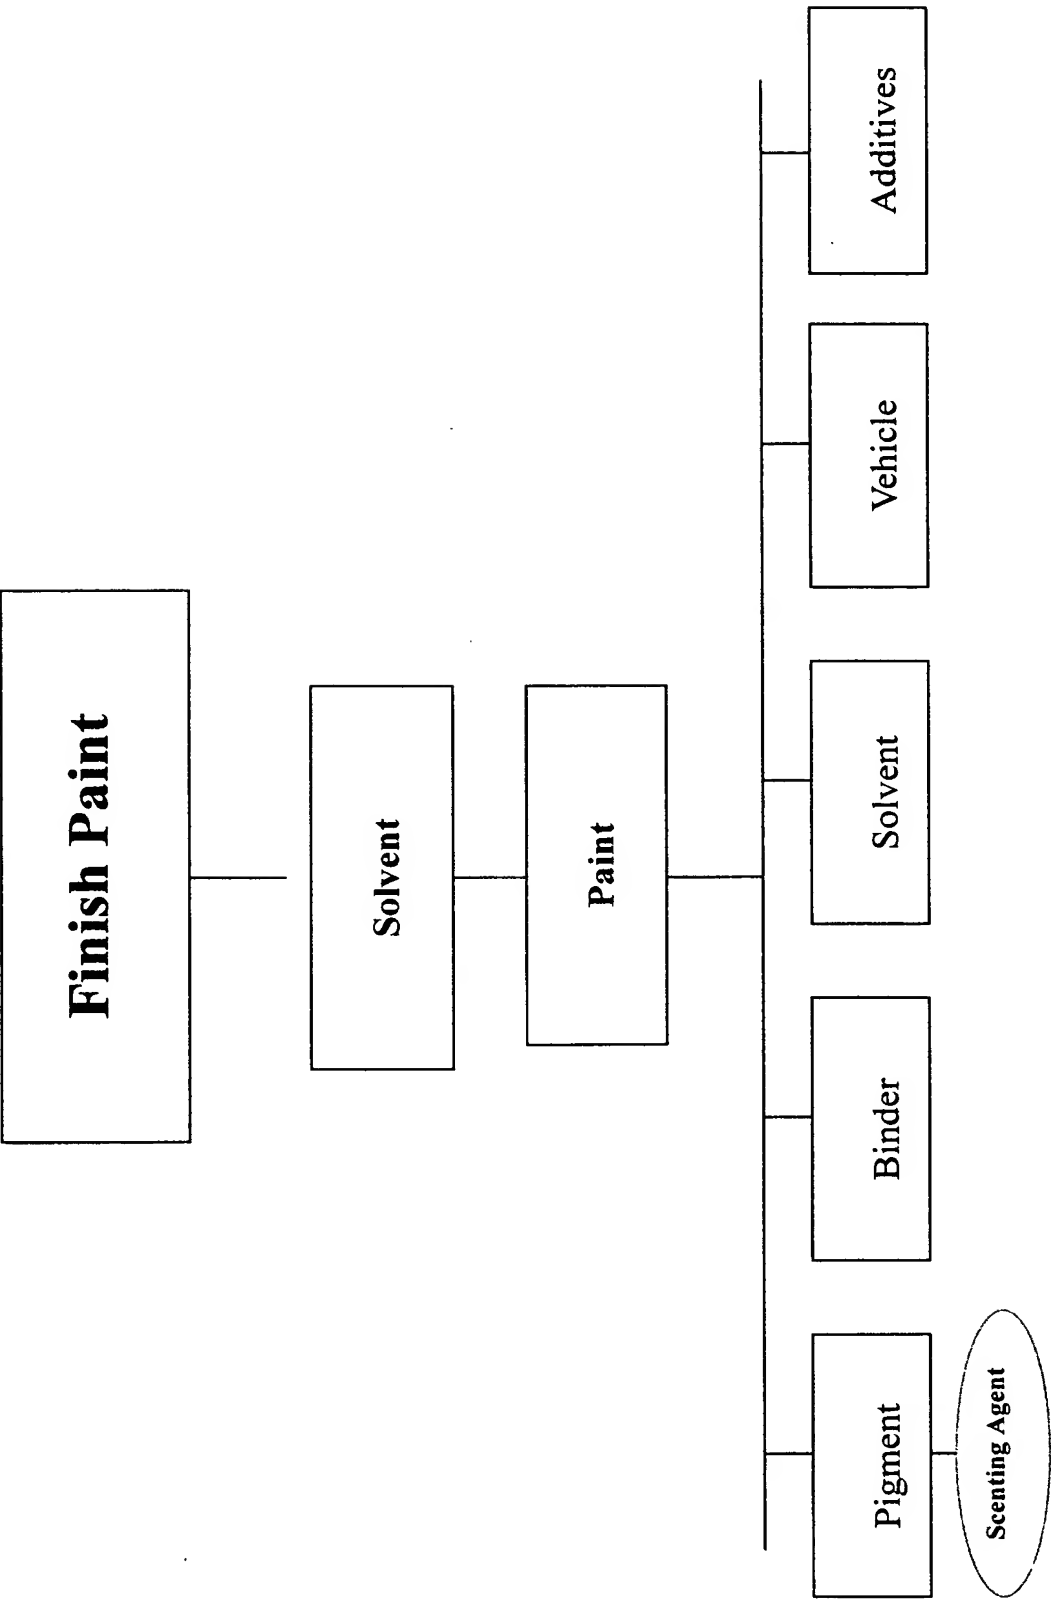 Finish Paint
Solvent
Paint
Pigment
Binder
Solvent
Vehicle
Additives
Scenting Agent